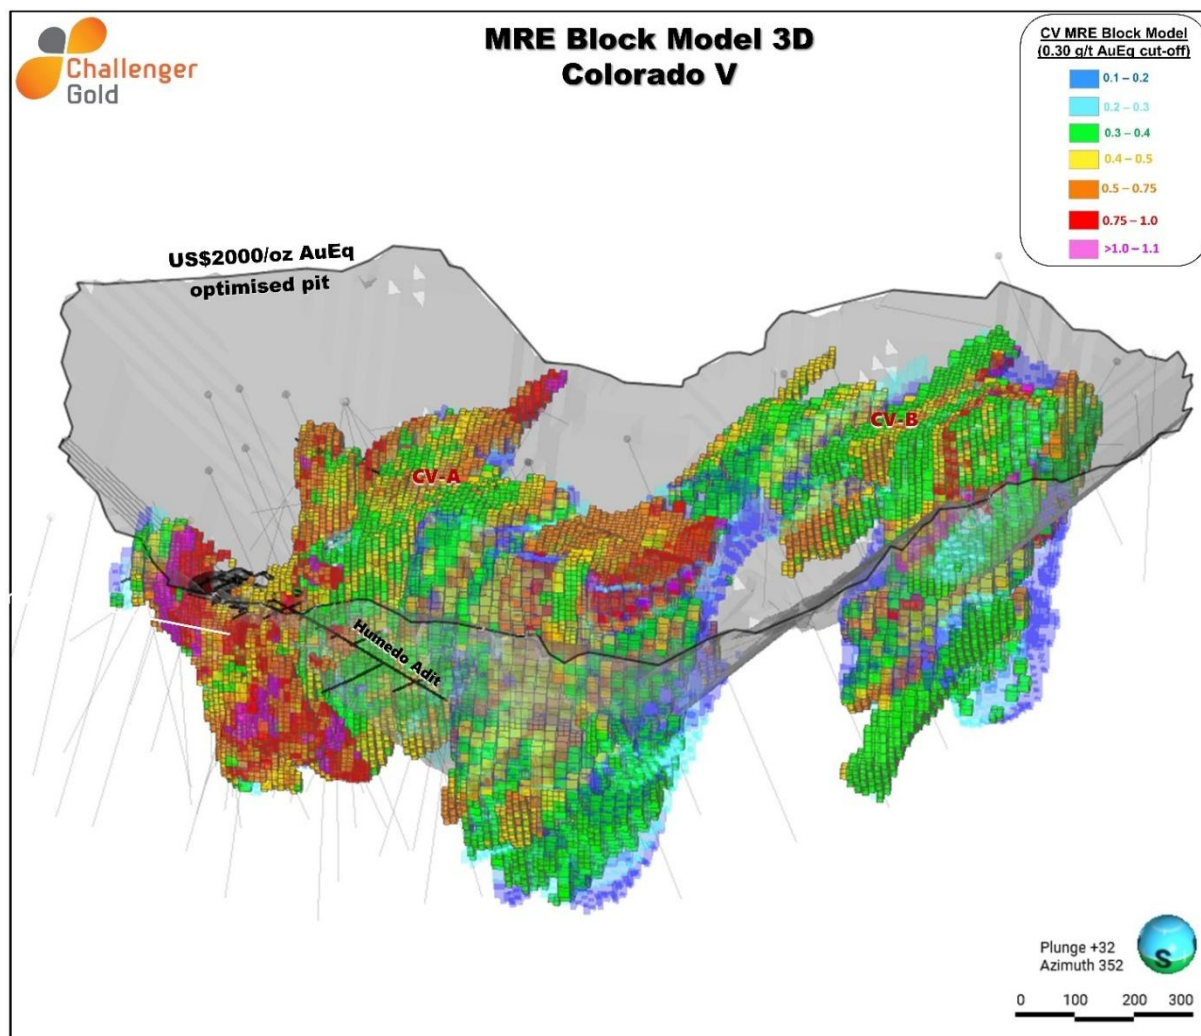 Challenger
Gold
MRE Block Model 3D
Colorado V
CV MRE Block Model
(0.30 g/t AuEq cut-off)
0.1 – 0.2
0.2 – 0.3
0.3 – 0.4
0.4 – 0.5
0.5 – 0.75
0.75 – 1.0
>1.0 – 1.1
US$2000/oz AuEq
optimised pit
CV-B
CV-A
Humedo Adit
Plunge +32
Azimuth 352
S
0 100 200 300